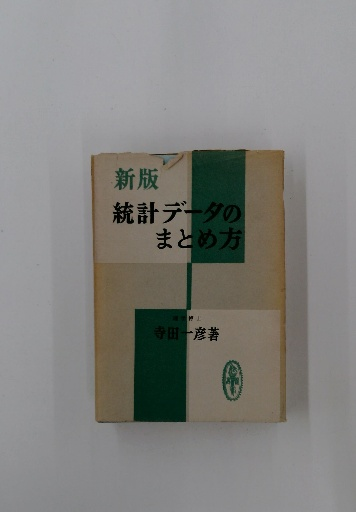 新版
統計データの
まとめ方
寺田一彦著